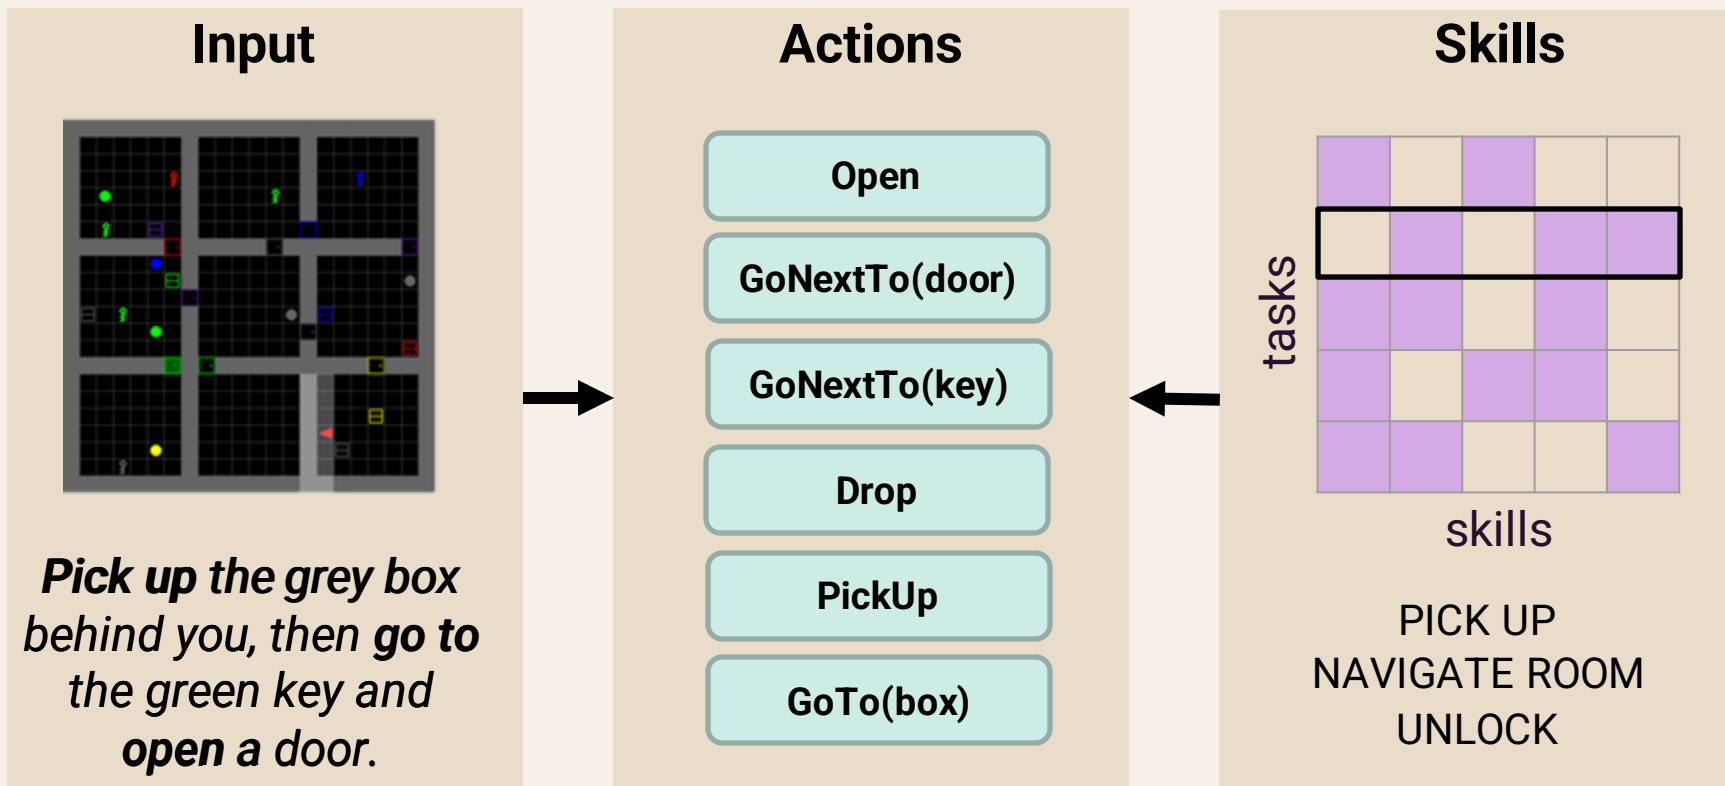 Input
Pick up the grey box
behind you, then go to
the green key and
open a door.
Actions
Open
GoNextTo(door)
GoNextTo(key)
Drop
PickUp
GoTo(box)
Skills
tasks
skills
PICK UP
NAVIGATE ROOM
UNLOCK